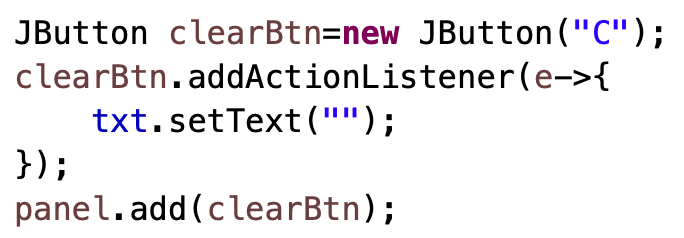 JButton clearBtn=new JButton("C");
clearBtn.addActionListener(e->{
    txt.setText("");
});
panel.add(clearBtn);